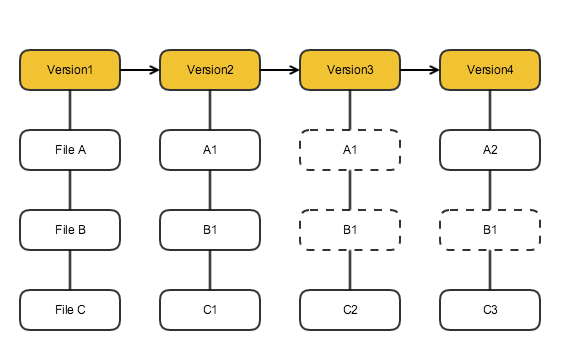 Version1 Version2 Version3 Version4
File A A1 A1 A2
File B B1 B1 B1
File C C1 C2 C3